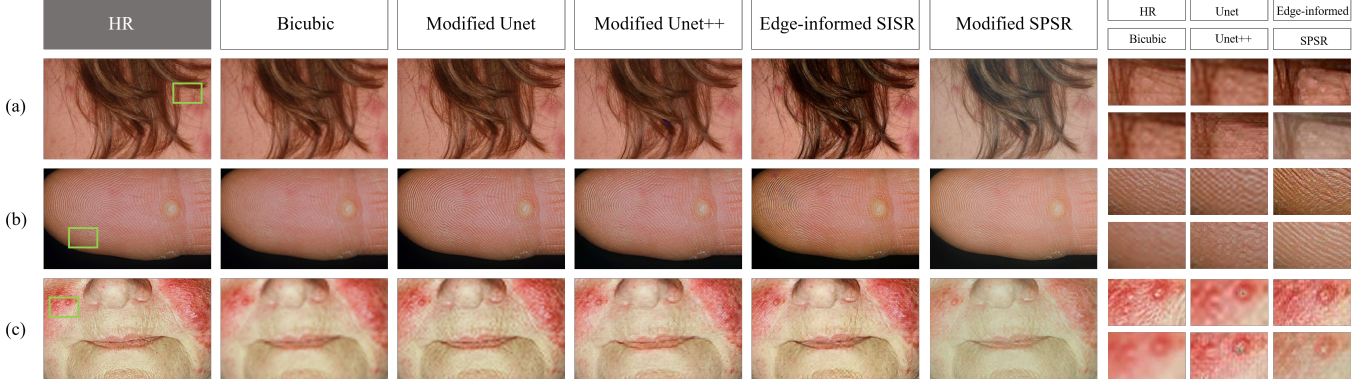 HR
Bicubic
Modified Unet
Modified Unet++
Edge-informed SISR
Modified SPSR
HR
Unet
Edge-informed
Bicubic
Unet++
SPSR
(a)
(b)
(c)